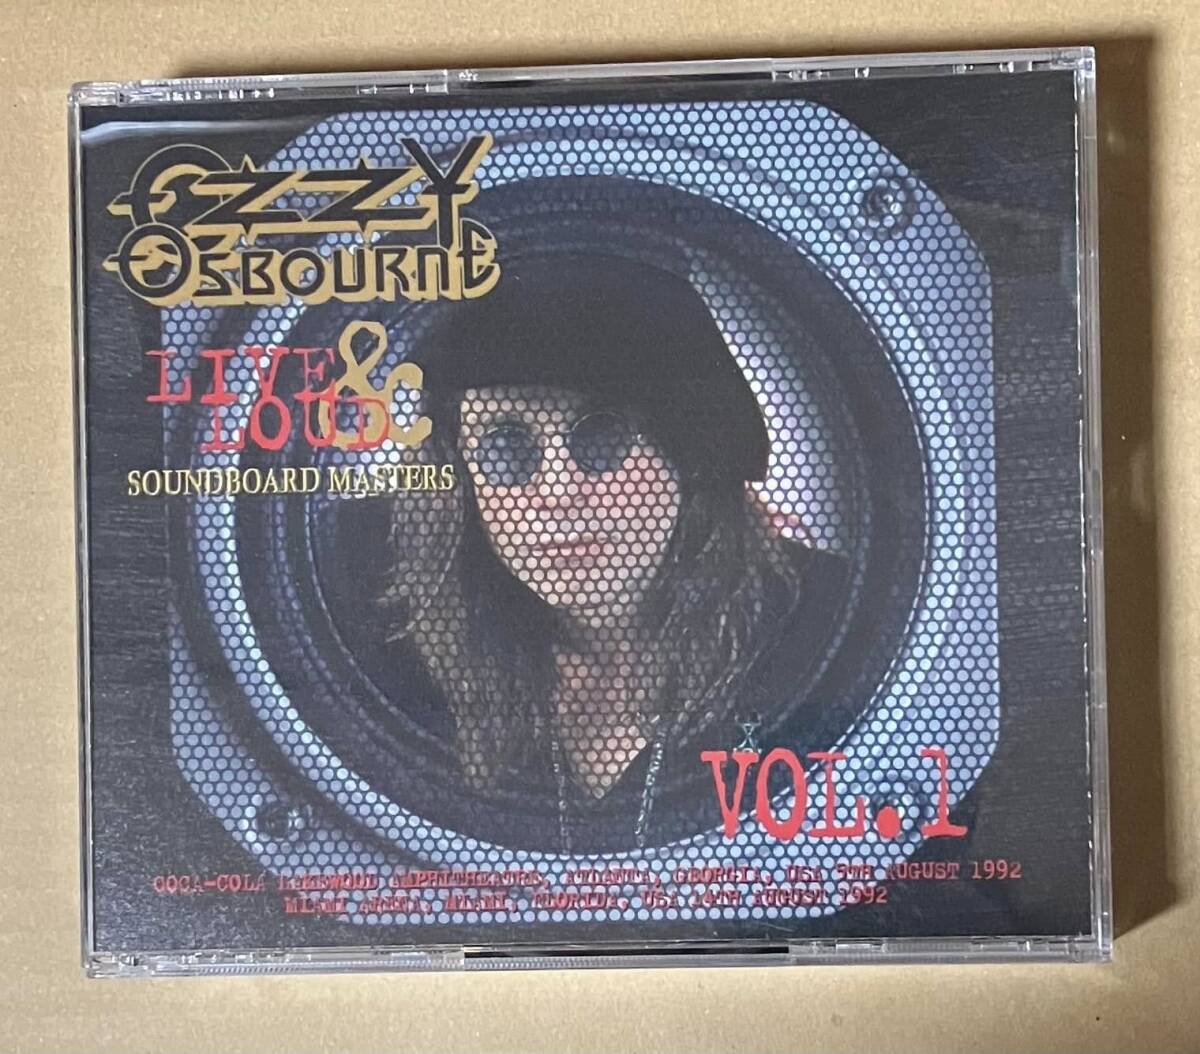 OZZY
OSBOURNE
LIVE &
LOUD
SOUNDBOARD MASTERS
VOL.1
COCA-COLA LAKEWOOD AMPHITHEATRE, ATLANTA, GEORGIA, USA 9TH AUGUST 1992
MIAMI ARENA, MIAMI, FLORIDA, USA 14TH AUGUST 1992